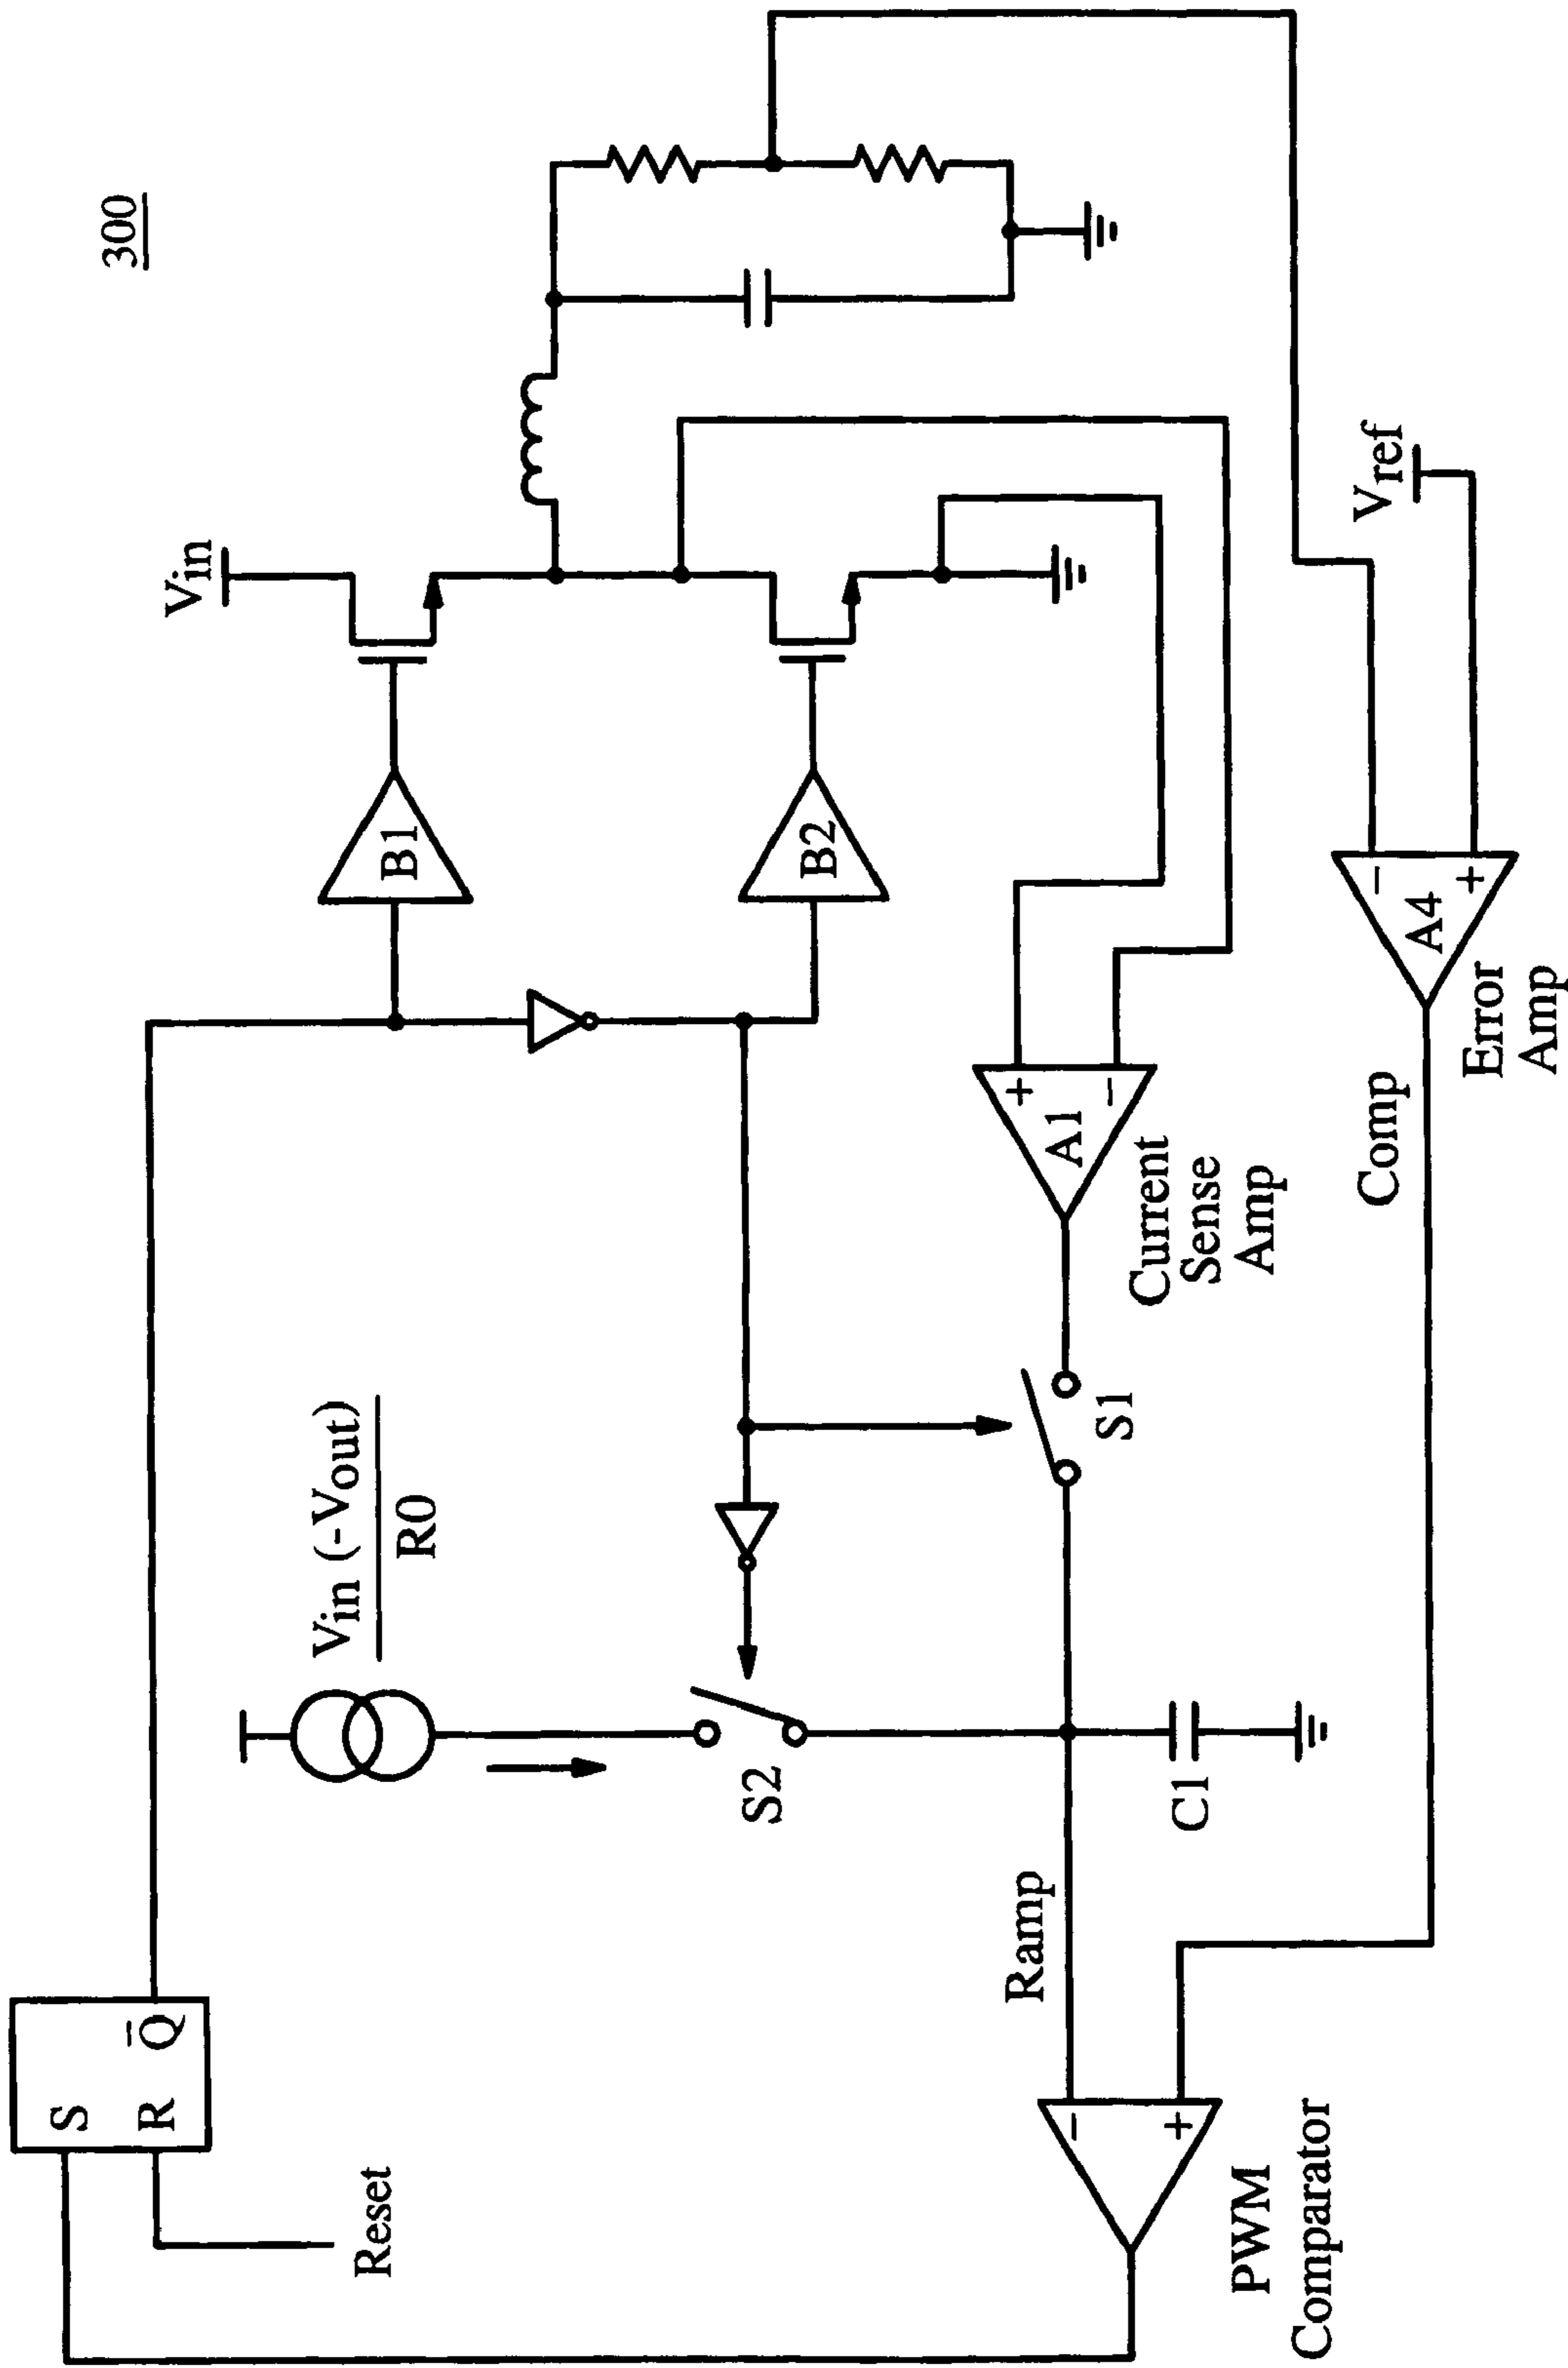 300
Vin
B1
B2
Vref
A4
+
-
Error
Amp
Comp
A1
+
-
Current
Sense
Amp
S1
Vin (-Vout)
R0
S2
C1
Ramp
S
R
Q̄
Reset
-
+
PWM
Comparator